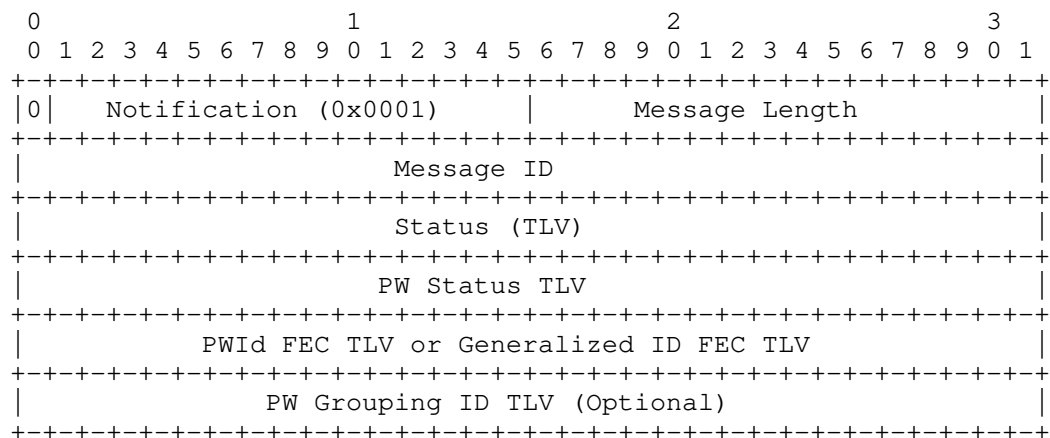 0                   1                   2                   3
 0 1 2 3 4 5 6 7 8 9 0 1 2 3 4 5 6 7 8 9 0 1 2 3 4 5 6 7 8 9 0 1
+-+-+-+-+-+-+-+-+-+-+-+-+-+-+-+-+-+-+-+-+-+-+-+-+-+-+-+-+-+-+-+-+
|0|   Notification (0x0001)     |      Message Length           |
+-+-+-+-+-+-+-+-+-+-+-+-+-+-+-+-+-+-+-+-+-+-+-+-+-+-+-+-+-+-+-+-+
|                       Message ID                              |
+-+-+-+-+-+-+-+-+-+-+-+-+-+-+-+-+-+-+-+-+-+-+-+-+-+-+-+-+-+-+-+-+
|                       Status (TLV)                            |
+-+-+-+-+-+-+-+-+-+-+-+-+-+-+-+-+-+-+-+-+-+-+-+-+-+-+-+-+-+-+-+-+
|                      PW Status TLV                            |
+-+-+-+-+-+-+-+-+-+-+-+-+-+-+-+-+-+-+-+-+-+-+-+-+-+-+-+-+-+-+-+-+
|           PWId FEC TLV or Generalized ID FEC TLV              |
+-+-+-+-+-+-+-+-+-+-+-+-+-+-+-+-+-+-+-+-+-+-+-+-+-+-+-+-+-+-+-+-+
|               PW Grouping ID TLV (Optional)                   |
+-+-+-+-+-+-+-+-+-+-+-+-+-+-+-+-+-+-+-+-+-+-+-+-+-+-+-+-+-+-+-+-+